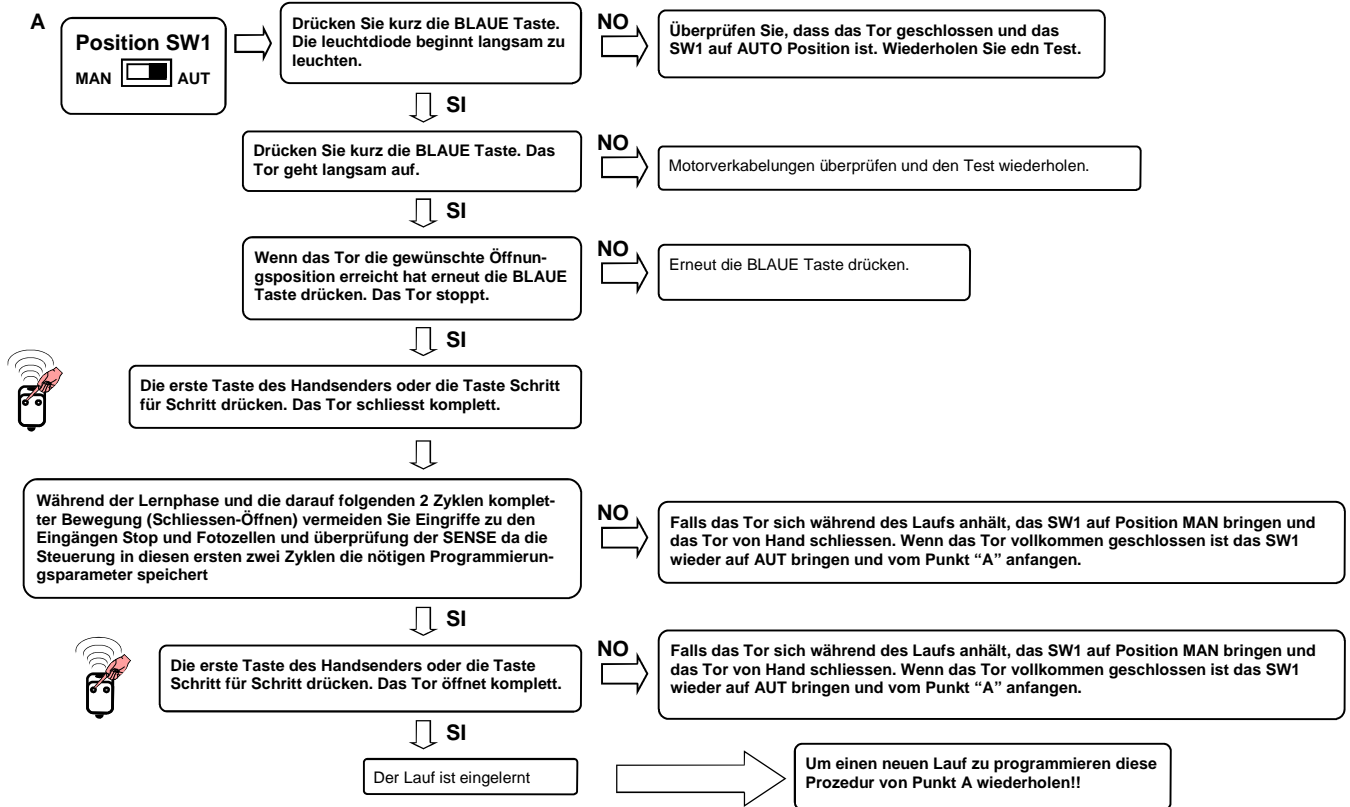 A
Position SW1
MAN AUT
Drücken Sie kurz die BLAUE Taste.
Die leuchtdiode beginnt langsam zu
leuchten.
NO
Überprüfen Sie, dass das Tor geschlossen und das
SW1 auf AUTO Position ist. Wiederholen Sie edn Test.
SI
Drücken Sie kurz die BLAUE Taste. Das
Tor geht langsam auf.
NO
Motorverkabelungen überprüfen und den Test wiederholen.
SI
Wenn das Tor die gewünschte Öffnun-
gsposition erreicht hat erneut die BLAUE
Taste drücken. Das Tor stoppt.
NO
Erneut die BLAUE Taste drücken.
SI
Die erste Taste des Handsenders oder die Taste Schritt
für Schritt drücken. Das Tor schliesst komplett.
Während der Lernphase und die darauf folgenden 2 Zyklen komplet-
ter Bewegung (Schliessen-Öffnen) vermeiden Sie Eingriffe zu den
Eingängen Stop und Fotozellen und überprüfung der SENSE da die
Steuerung in diesen ersten zwei Zyklen die nötigen Programmierun-
gsparameter speichert
NO
Falls das Tor sich während des Laufs anhält, das SW1 auf Position MAN bringen und
das Tor von Hand schliessen. Wenn das Tor vollkommen geschlossen ist das SW1
wieder auf AUT bringen und vom Punkt “A” anfangen.
SI
Die erste Taste des Handsenders oder die Taste
Schritt für Schritt drücken. Das Tor öffnet komplett.
NO
Falls das Tor sich während des Laufs anhält, das SW1 auf Position MAN bringen und
das Tor von Hand schliessen. Wenn das Tor vollkommen geschlossen ist das SW1
wieder auf AUT bringen und vom Punkt “A” anfangen.
SI
Der Lauf ist eingelernt
Um einen neuen Lauf zu programmieren diese
Prozedur von Punkt A wiederholen!!